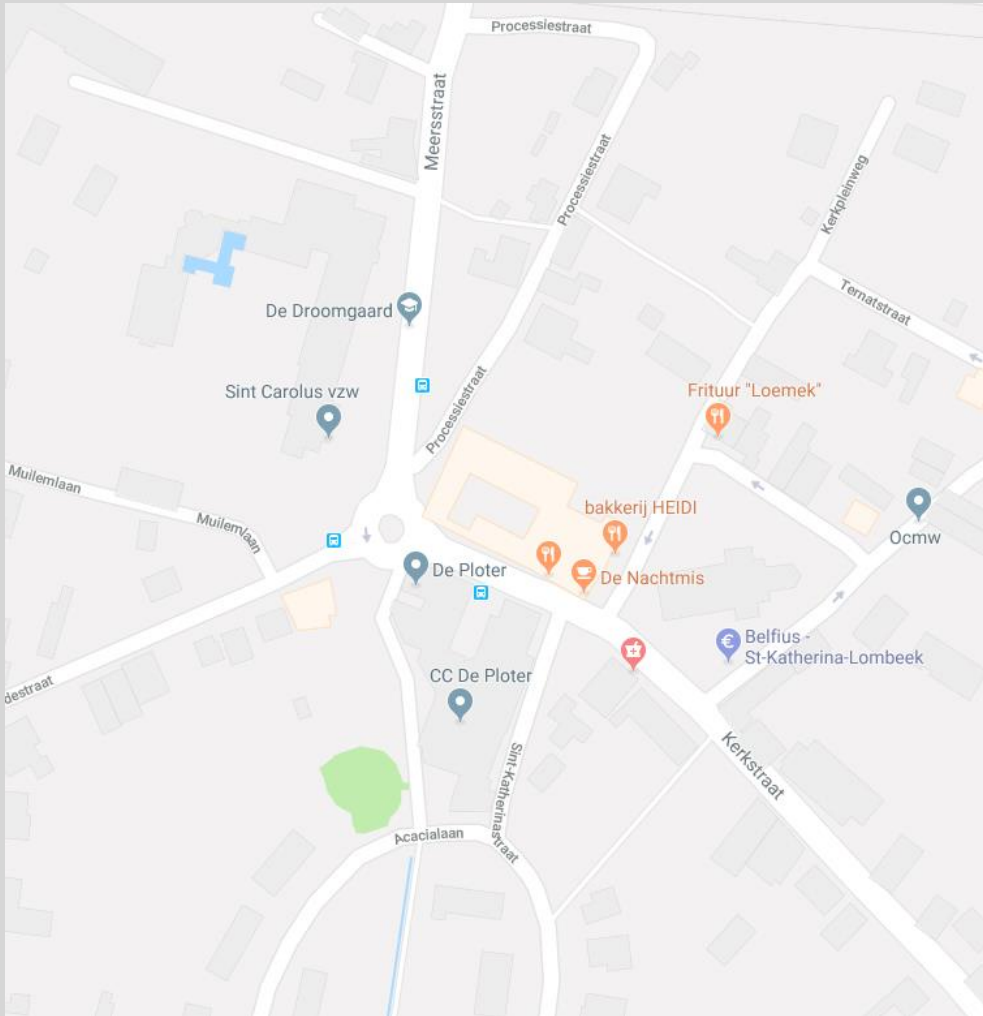 Processiestraat
Meersstraat
Processiestraat
Kerkpleinweg
Ternatstraat
De Droomgaard
Sint Carolus vzw
Processiestraat
Frituur "Loemek"
Muilemlaan
Muilemlaan
bakkerij HEIDI
Ocmw
De Ploter
De Nachtmis
Belfius -
St-Katherina-Lombeek
destraat
CC De Ploter
Sint-Katherinastraat
Kerkstraat
Acacialaan